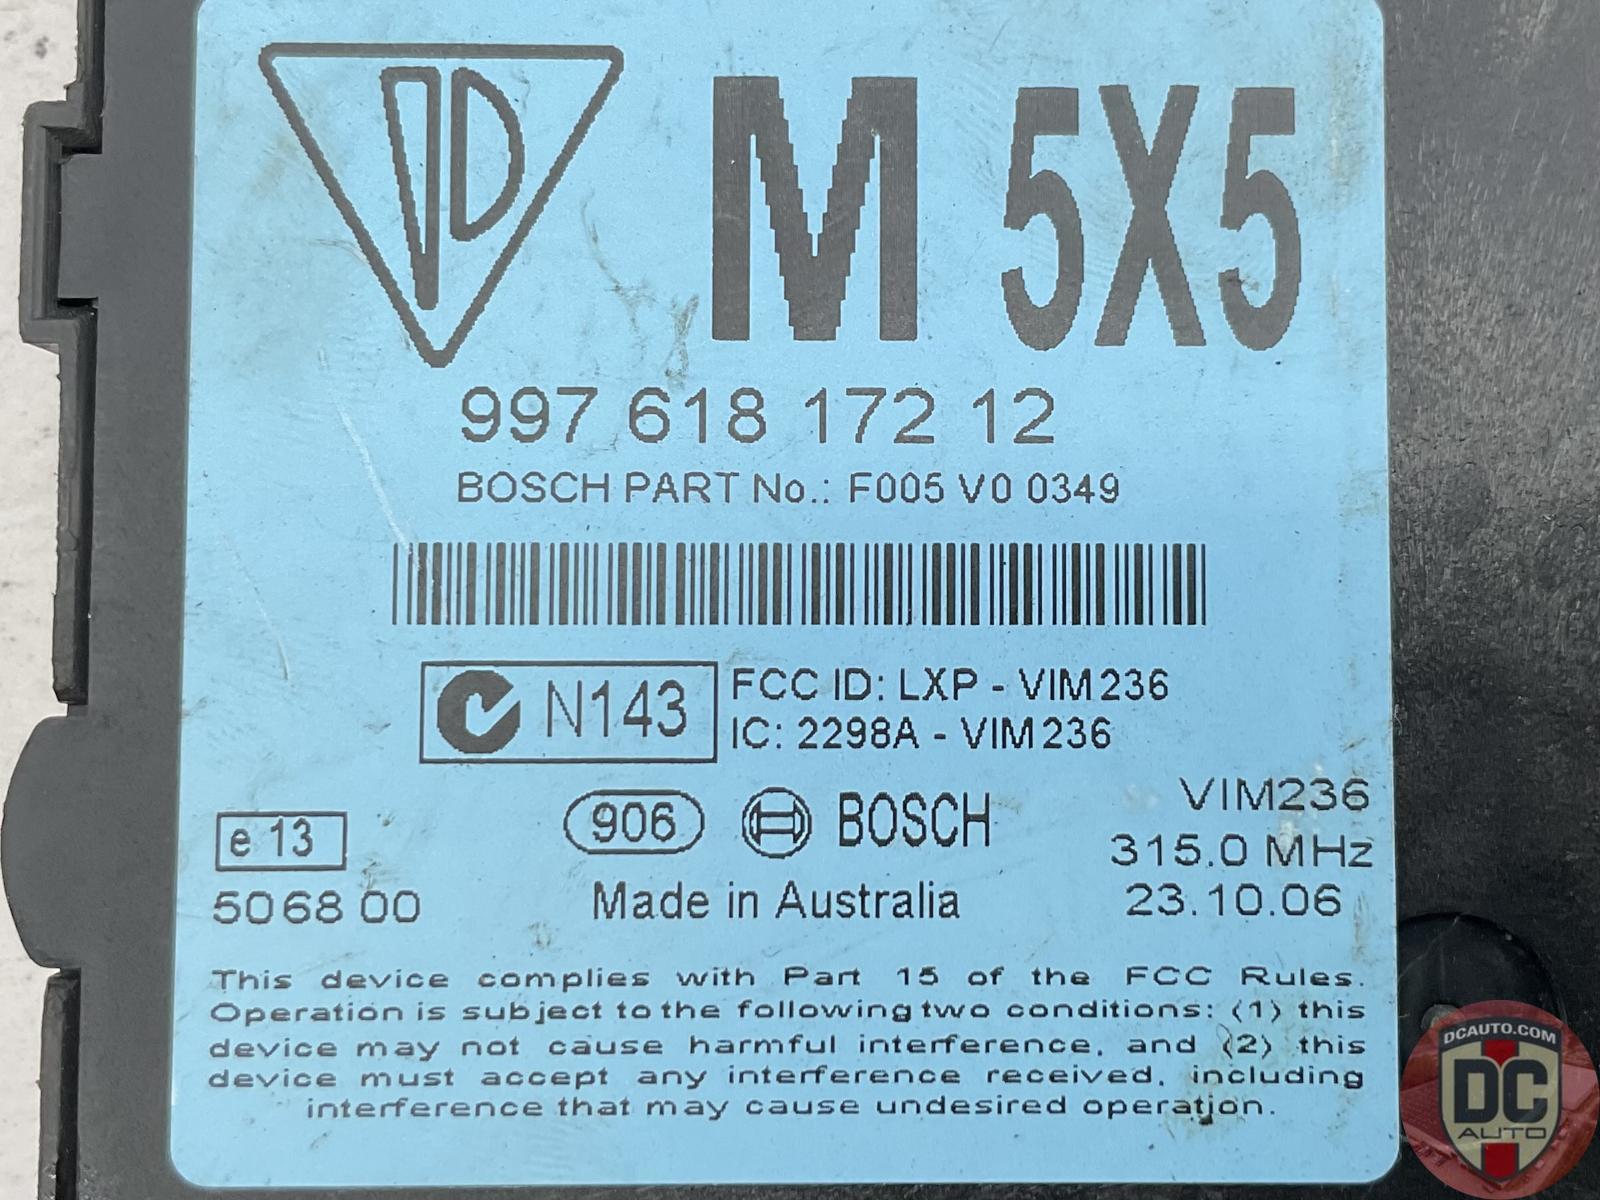 M 5X5
997 618 172 12
BOSCH PART No.: F005 V0 0349
N143
FCC ID: LXP - VIM236
IC: 2298A - VIM236
e 13
5068 00
906
BOSCH
Made in Australia
VIM236
315.0 MHz
23.10.06
This device complies with Part 15 of the FCC Rules.
Operation is subject to the following two conditions: (1) this
device may not cause harmful interference, and (2) this
device must accept any interference received, including
interference that may cause undesired operation.
DCAUTO.COM
DC
AUTO